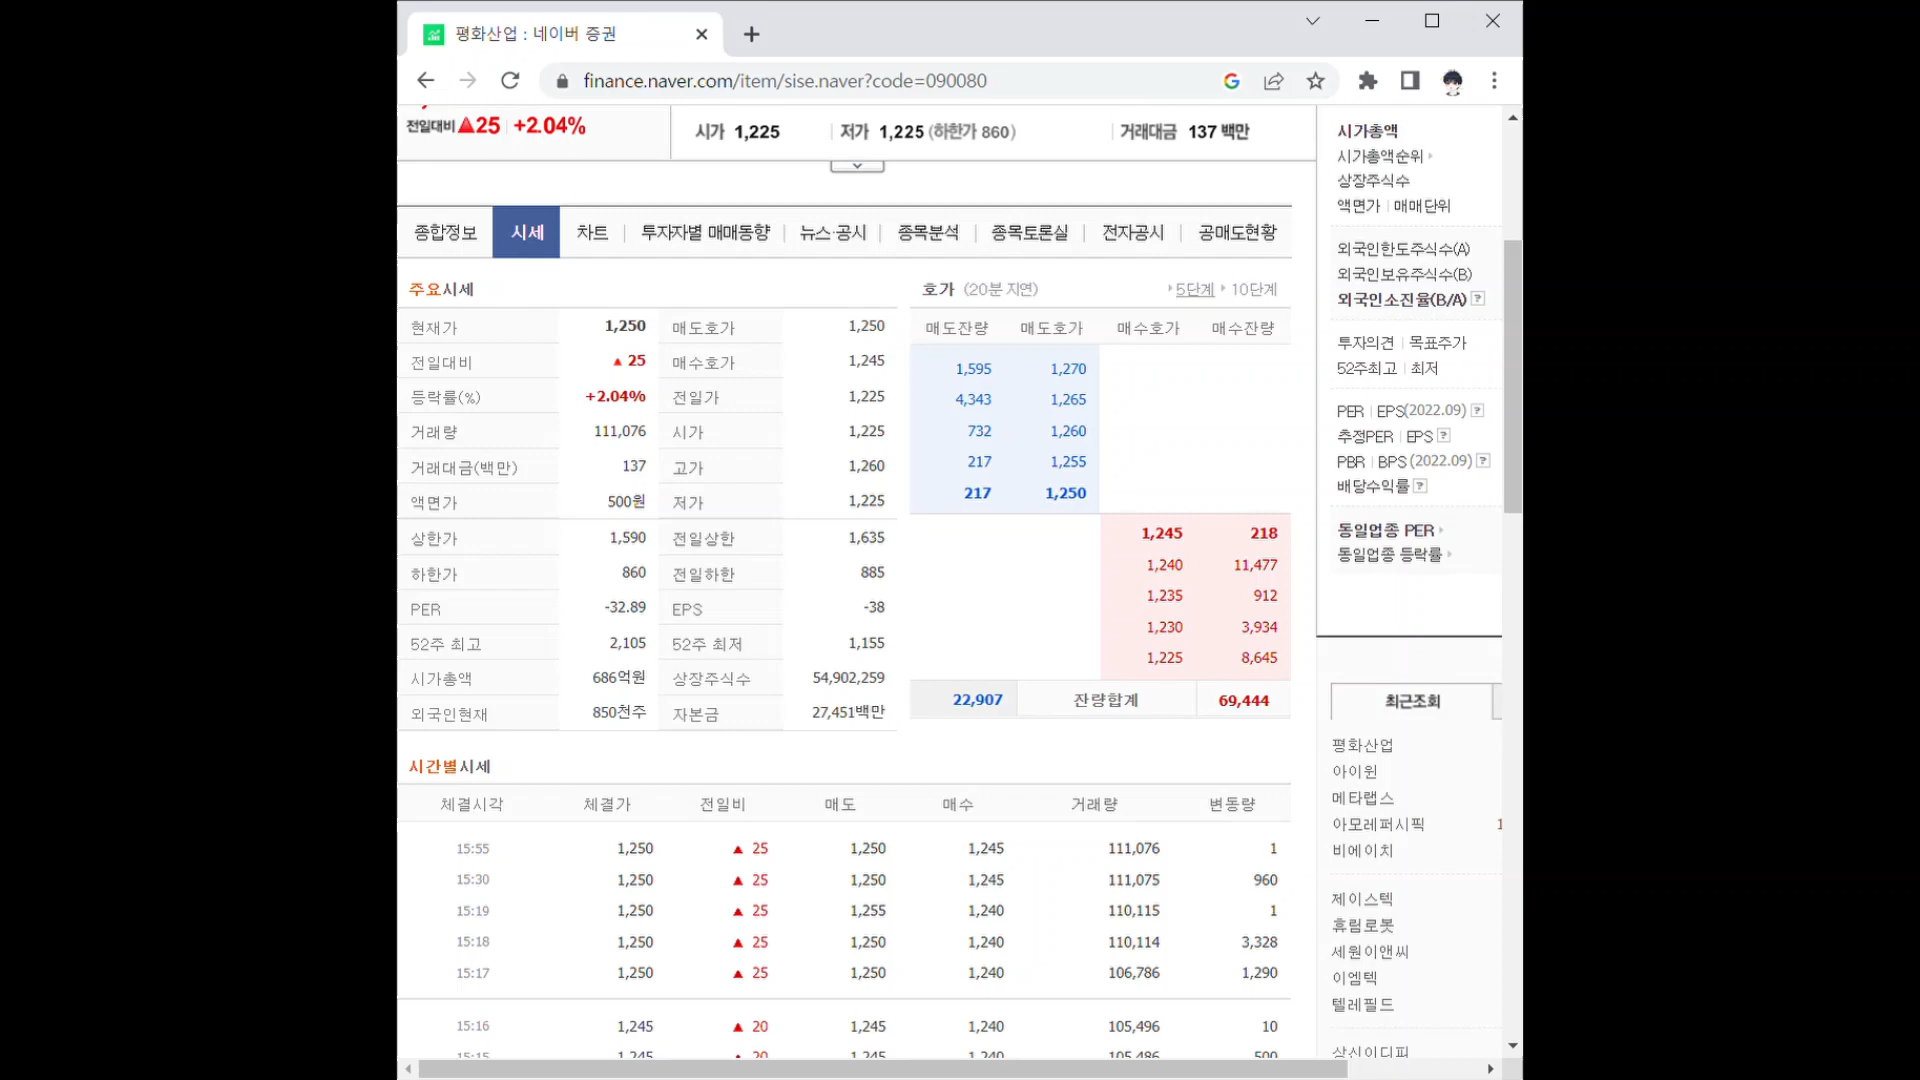 평화산업 : 네이버 증권
finance.naver.com/item/sise.naver?code=090080
전일대비 ▲25 +2.04% 시가 1,225 저가 1,225 (하한가 860) 거래대금 137 백만
종합정보 시세 차트 투자자별 매매동향 뉴스·공시 종목분석 종목토론실 전자공시 공매도현황
주요시세
현재가 1,250 매도호가 1,250
전일대비 ▲ 25 매수호가 1,245
등락률(%) +2.04% 전일가 1,225
거래량 111,076 시가 1,225
거래대금(백만) 137 고가 1,260
액면가 500원 저가 1,225
상한가 1,590 전일상한 1,635
하한가 860 전일하한 885
PER -32.89 EPS -38
52주 최고 2,105 52주 최저 1,155
시가총액 686억원 상장주식수 54,902,259
외국인현재 850천주 자본금 27,451백만
호가 (20분 지연) 5단계 10단계
매도잔량 매도호가 매수호가 매수잔량
1,595 1,270
4,343 1,265
732 1,260
217 1,255
217 1,250
1,245 218
1,240 11,477
1,235 912
1,230 3,934
1,225 8,645
22,907 잔량합계 69,444
시간별시세
체결시각 체결가 전일비 매도 매수 거래량 변동량
15:55 1,250 ▲ 25 1,250 1,245 111,076 1
15:30 1,250 ▲ 25 1,250 1,245 111,075 960
15:19 1,250 ▲ 25 1,255 1,240 110,115 1
15:18 1,250 ▲ 25 1,250 1,240 110,114 3,328
15:17 1,250 ▲ 25 1,250 1,240 106,786 1,290
15:16 1,245 ▲ 20 1,245 1,240 105,496 10
15:15 1,245 ▲ 20 1,245 1,240 105,486 500
시가총액
시가총액순위
상장주식수
액면가 | 매매단위
외국인한도주식수(A)
외국인보유주식수(B)
외국인소진율(B/A) ?
투자의견 | 목표주가
52주최고 | 최저
PER | EPS(2022.09) ?
추정PER | EPS ?
PBR | BPS (2022.09) ?
배당수익률 ?
동일업종 PER
동일업종 등락률
최근조회
평화산업
아이윈
메타랩스
아모레퍼시픽 1
비에이치
제이스텍
휴림로봇
세원이앤씨
이엠텍
텔레필드
상신이디피